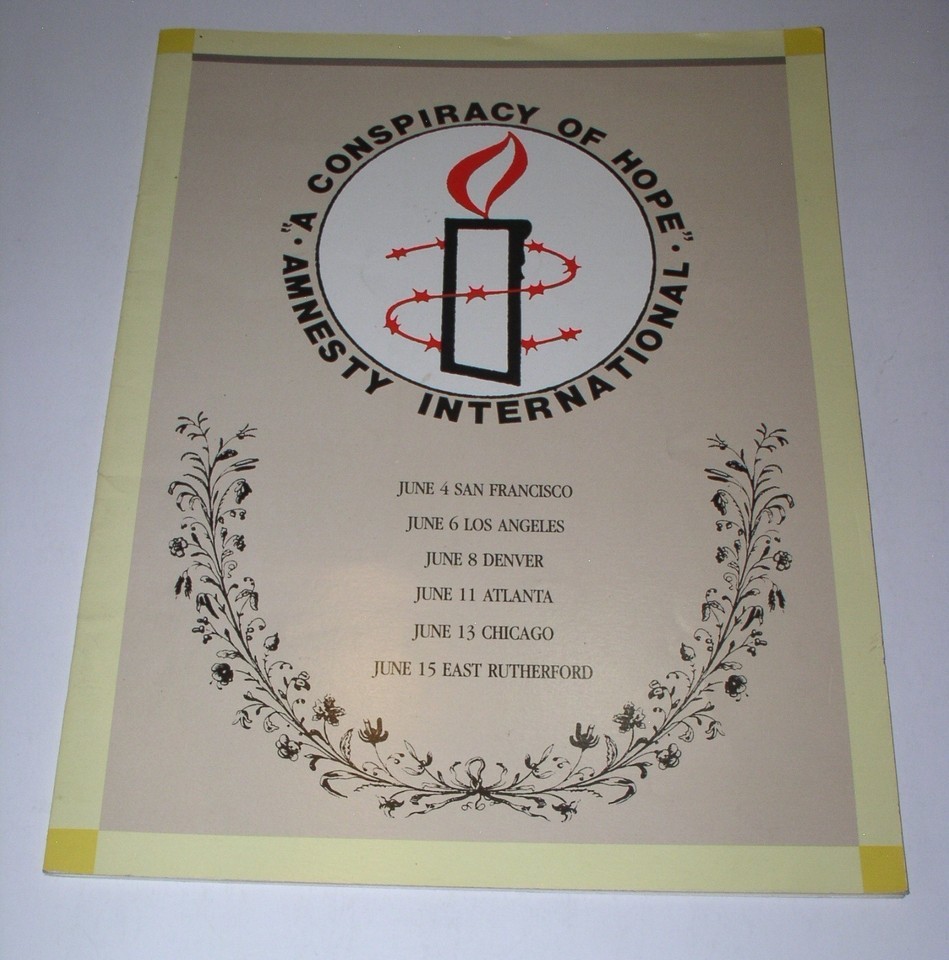 "A CONSPIRACY OF HOPE"
• AMNESTY INTERNATIONAL •
JUNE 4 SAN FRANCISCO
JUNE 6 LOS ANGELES
JUNE 8 DENVER
JUNE 11 ATLANTA
JUNE 13 CHICAGO
JUNE 15 EAST RUTHERFORD